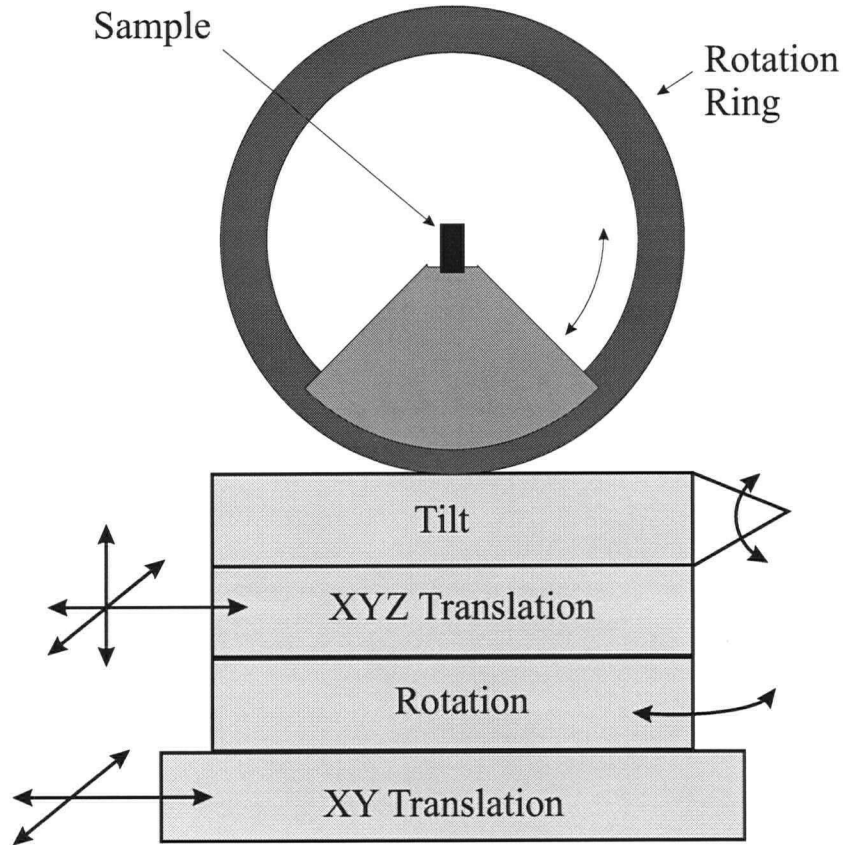 Sample
Rotation
Ring
Tilt
XYZ Translation
Rotation
XY Translation